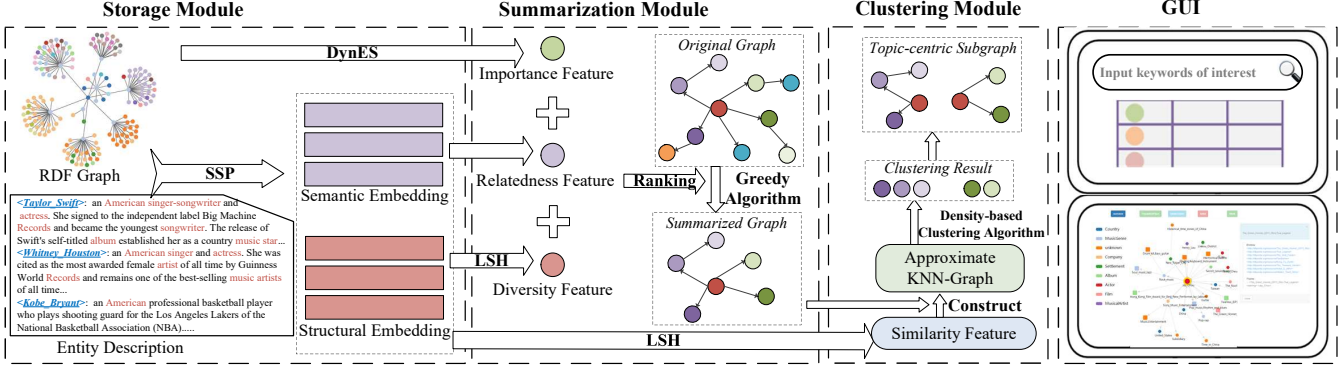 Storage Module
Summarization Module
Clustering Module
GUI
DynES
RDF Graph
SSP
Semantic Embedding
Structural Embedding
<Taylor_Swift>: an American singer-songwriter and
actress. She signed to the independent label Big Machine
Records and became the youngest songwriter. The release of
Swift's self-titled album established her as a country music star...
<Whitney_Houston>: an American singer and actress. She was
cited as the most awarded female artist of all time by Guinness
World Records and remains one of the best-selling music artists
of all time...
<Kobe_Bryant>: an American professional basketball player
who plays shooting guard for the Los Angeles Lakers of the
National Basketball Association (NBA).....
Entity Description
Importance Feature
Relatedness Feature
LSH
Diversity Feature
Original Graph
Ranking
Greedy
Algorithm
Summarized Graph
LSH
Topic-centric Subgraph
Clustering Result
Density-based
Clustering Algorithm
Approximate
KNN-Graph
Construct
Similarity Feature
Input keywords of interest
Country
Company
Settlement
Album
Actor
Film